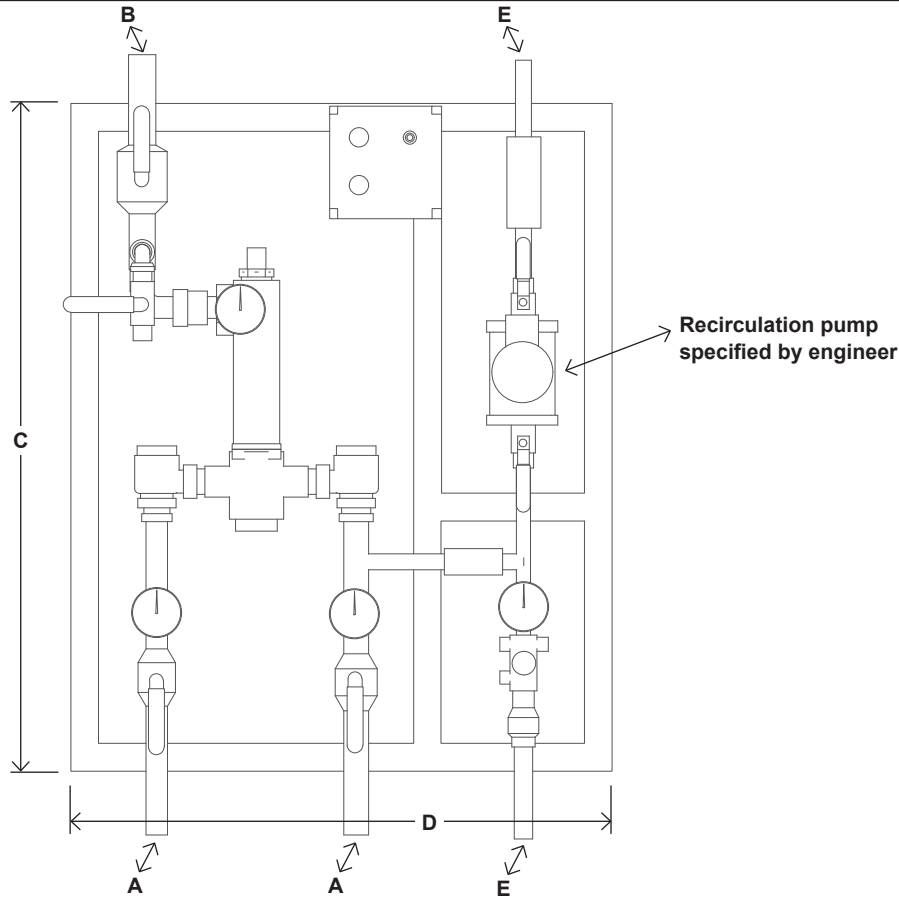 B
E
Recirculation pump
specified by engineer
C
D
A
A
E